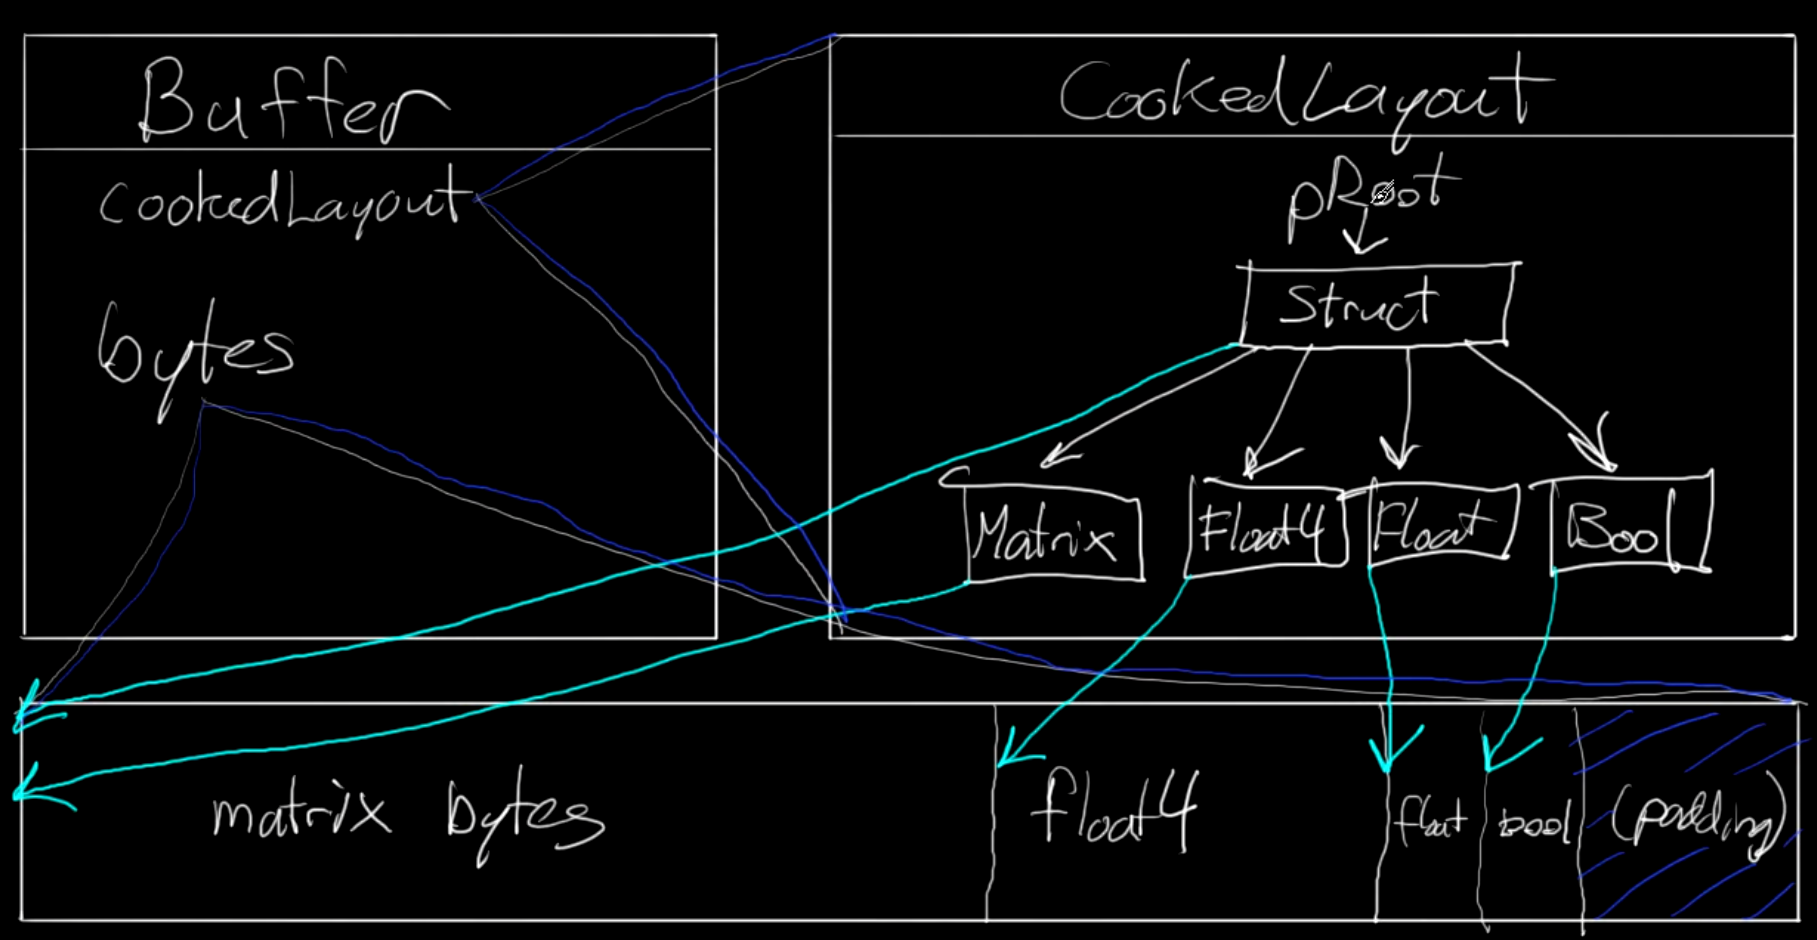 Buffer
cookedLayout
bytes
CookedLayout
pRoot
Struct
Matrix
Float4
Float
Bool
matrix bytes
float4
float
bool
(padding)